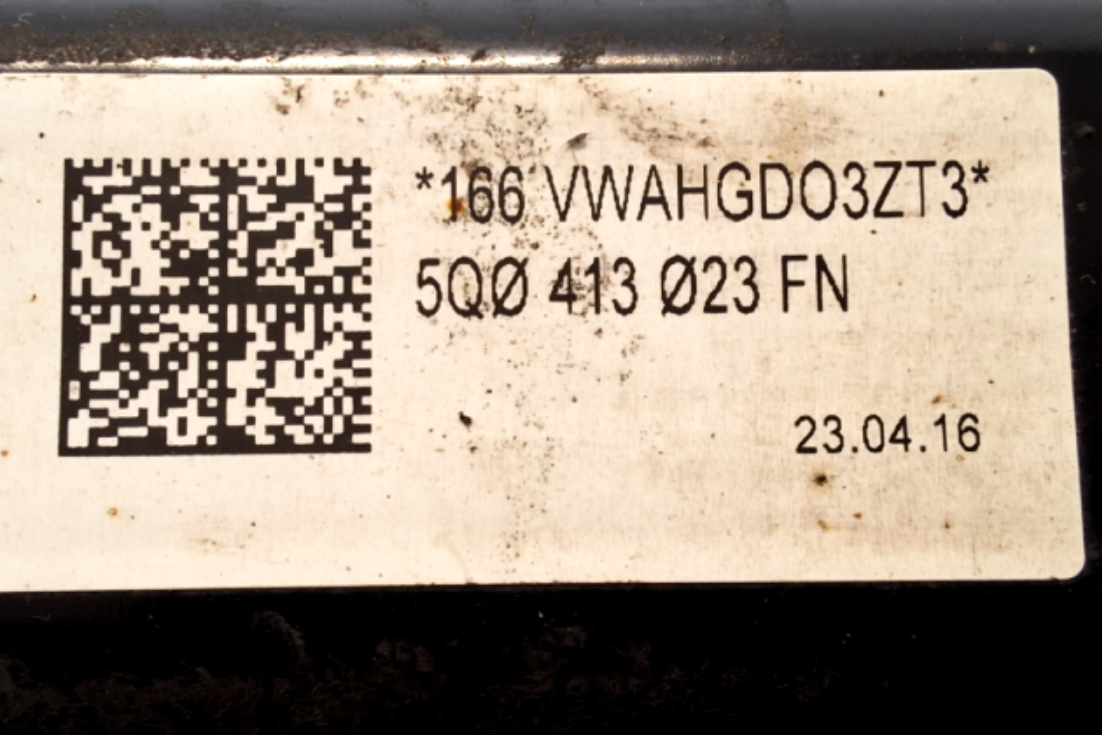 *166 VWAHGDO3ZT3*
5QØ 413 Ø23 FN
23.04.16